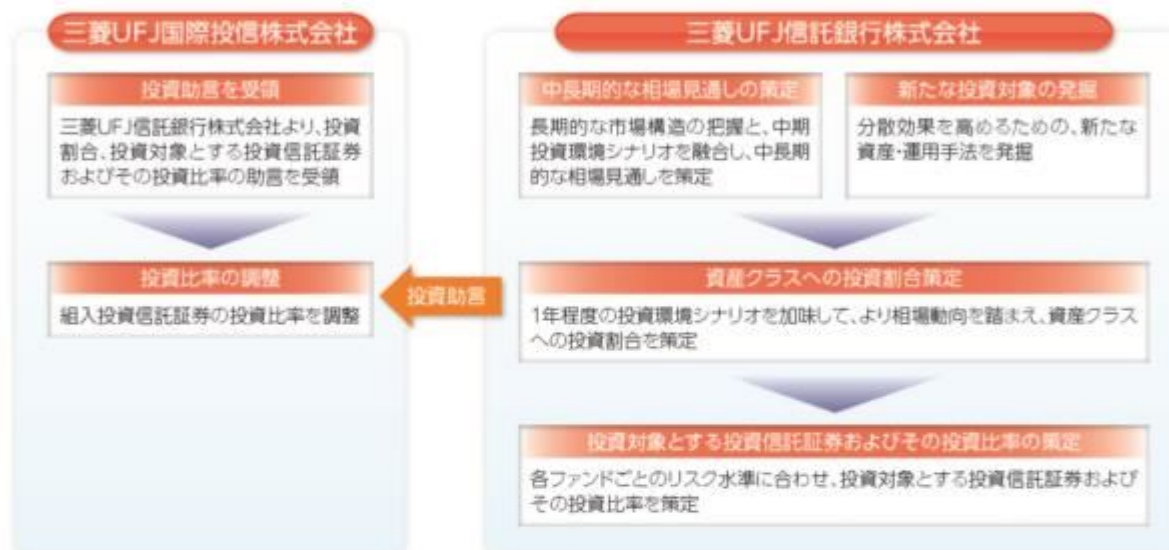 三菱UFJ国際投信株式会社
投資助言を受領
三菱UFJ信託銀行株式会社より、投資
割合、投資対象とする投資信託証券
およびその投資比率の助言を受領
投資比率の調整
組入投資信託証券の投資比率を調整
投資助言
三菱UFJ信託銀行株式会社
中長期的な相場見通しの策定
長期的な市場構造の把握と、中期
投資環境シナリオを融合し、中長期
的な相場見通しを策定
新たな投資対象の発掘
分散効果を高めるための、新たな
資産・運用手法を発掘
資産クラスへの投資割合策定
1年程度の投資環境シナリオを加味して、より相場動向を踏まえ、資産クラス
への投資割合を策定
投資対象とする投資信託証券およびその投資比率の策定
各ファンドごとのリスク水準に合わせ、投資対象とする投資信託証券および
その投資比率を策定